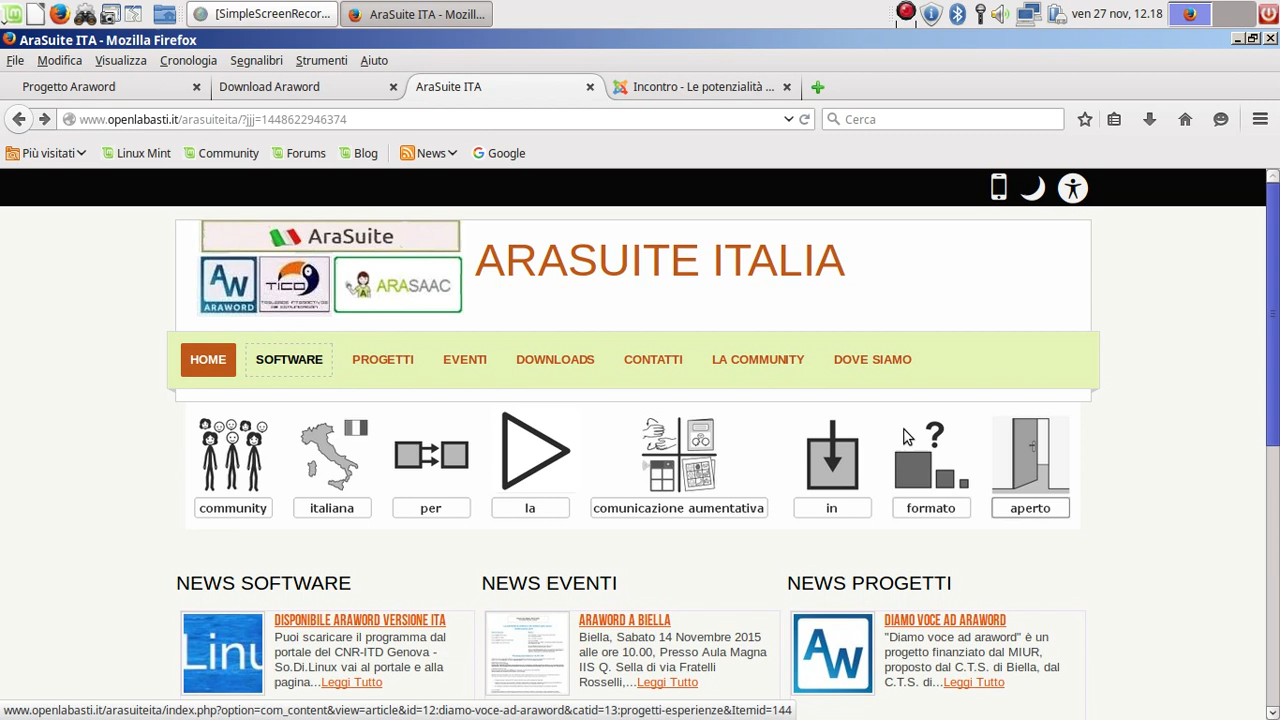 [SimpleScreenRecor...
AraSuite ITA - Mozill...
ven 27 nov, 12.18
AraSuite ITA - Mozilla Firefox
File Modifica Visualizza Cronologia Segnalibri Strumenti Aiuto
Progetto Araword
Download Araword
AraSuite ITA
Incontro - Le potenzialità ...
www.openlabasti.it/arasuiteita/?jjj=1448622946374
Cerca
Più visitati Linux Mint Community Forums Blog News Google
AraSuite
AW
ARAWORD
TICO
ARASAAC
ARASUITE ITALIA
HOME SOFTWARE PROGETTI EVENTI DOWNLOADS CONTATTI LA COMMUNITY DOVE SIAMO
?
community italiana per la comunicazione aumentativa in formato aperto
NEWS SOFTWARE
Linu
DISPONIBILE ARAWORD VERSIONE ITA
Puoi scaricare il programma dal
portale del CNR-ITD Genova -
So.Di.Linux vai al portale e alla
pagina...Leggi Tutto
NEWS EVENTI
ARAWORD A BIELLA
Biella, Sabato 14 Novembre 2015
alle ore 10.00, Presso Aula Magna
IIS Q. Sella di via Fratelli
Rosselli,...Leggi Tutto
NEWS PROGETTI
AW
DIAMO VOCE AD ARAWORD
"Diamo voce ad araword" è un
progetto finanziato dal MIUR,
proposto dal C.T.S. di Biella, dal
C.T.S. di...Leggi Tutto
www.openlabasti.it/arasuiteita/index.php?option=com_content&view=article&id=12:diamo-voce-ad-araword&catid=13:progetti-esperienze&Itemid=144